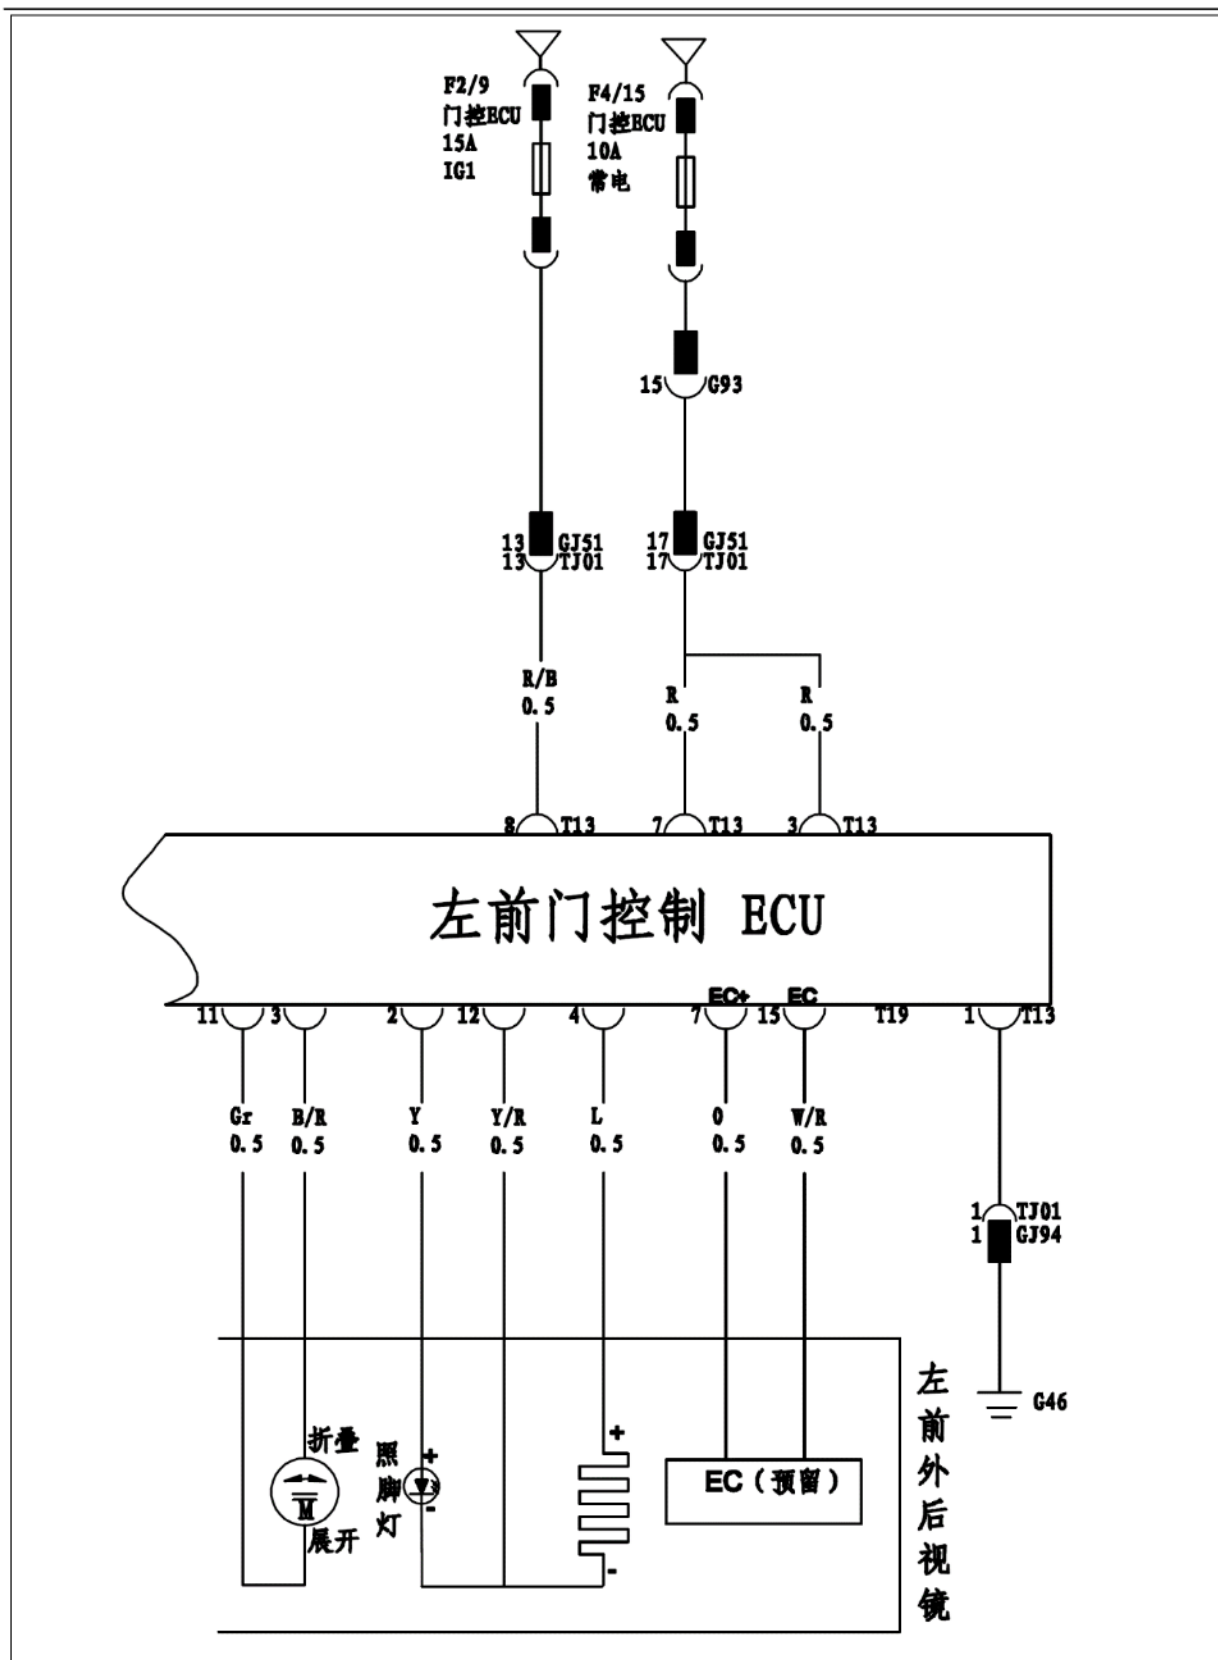 F2/9
门控ECU
15A
IG1
F4/15
门控ECU
10A
常电
15 G93
13 GJ51
13 TJ01
17 GJ51
17 TJ01
R/B
0.5
R
0.5
R
0.5
8 T13
7 T13
3 T13
左前门控制 ECU
EC+
EC
11
3
2
12
4
7
15
T19
1 T13
Gr
0.5
B/R
0.5
Y
0.5
Y/R
0.5
L
0.5
O
0.5
W/R
0.5
1 TJ01
1 GJ94
G46
折叠
M
展开
照脚灯
+
-
+
-
EC（预留）
左前外后视镜